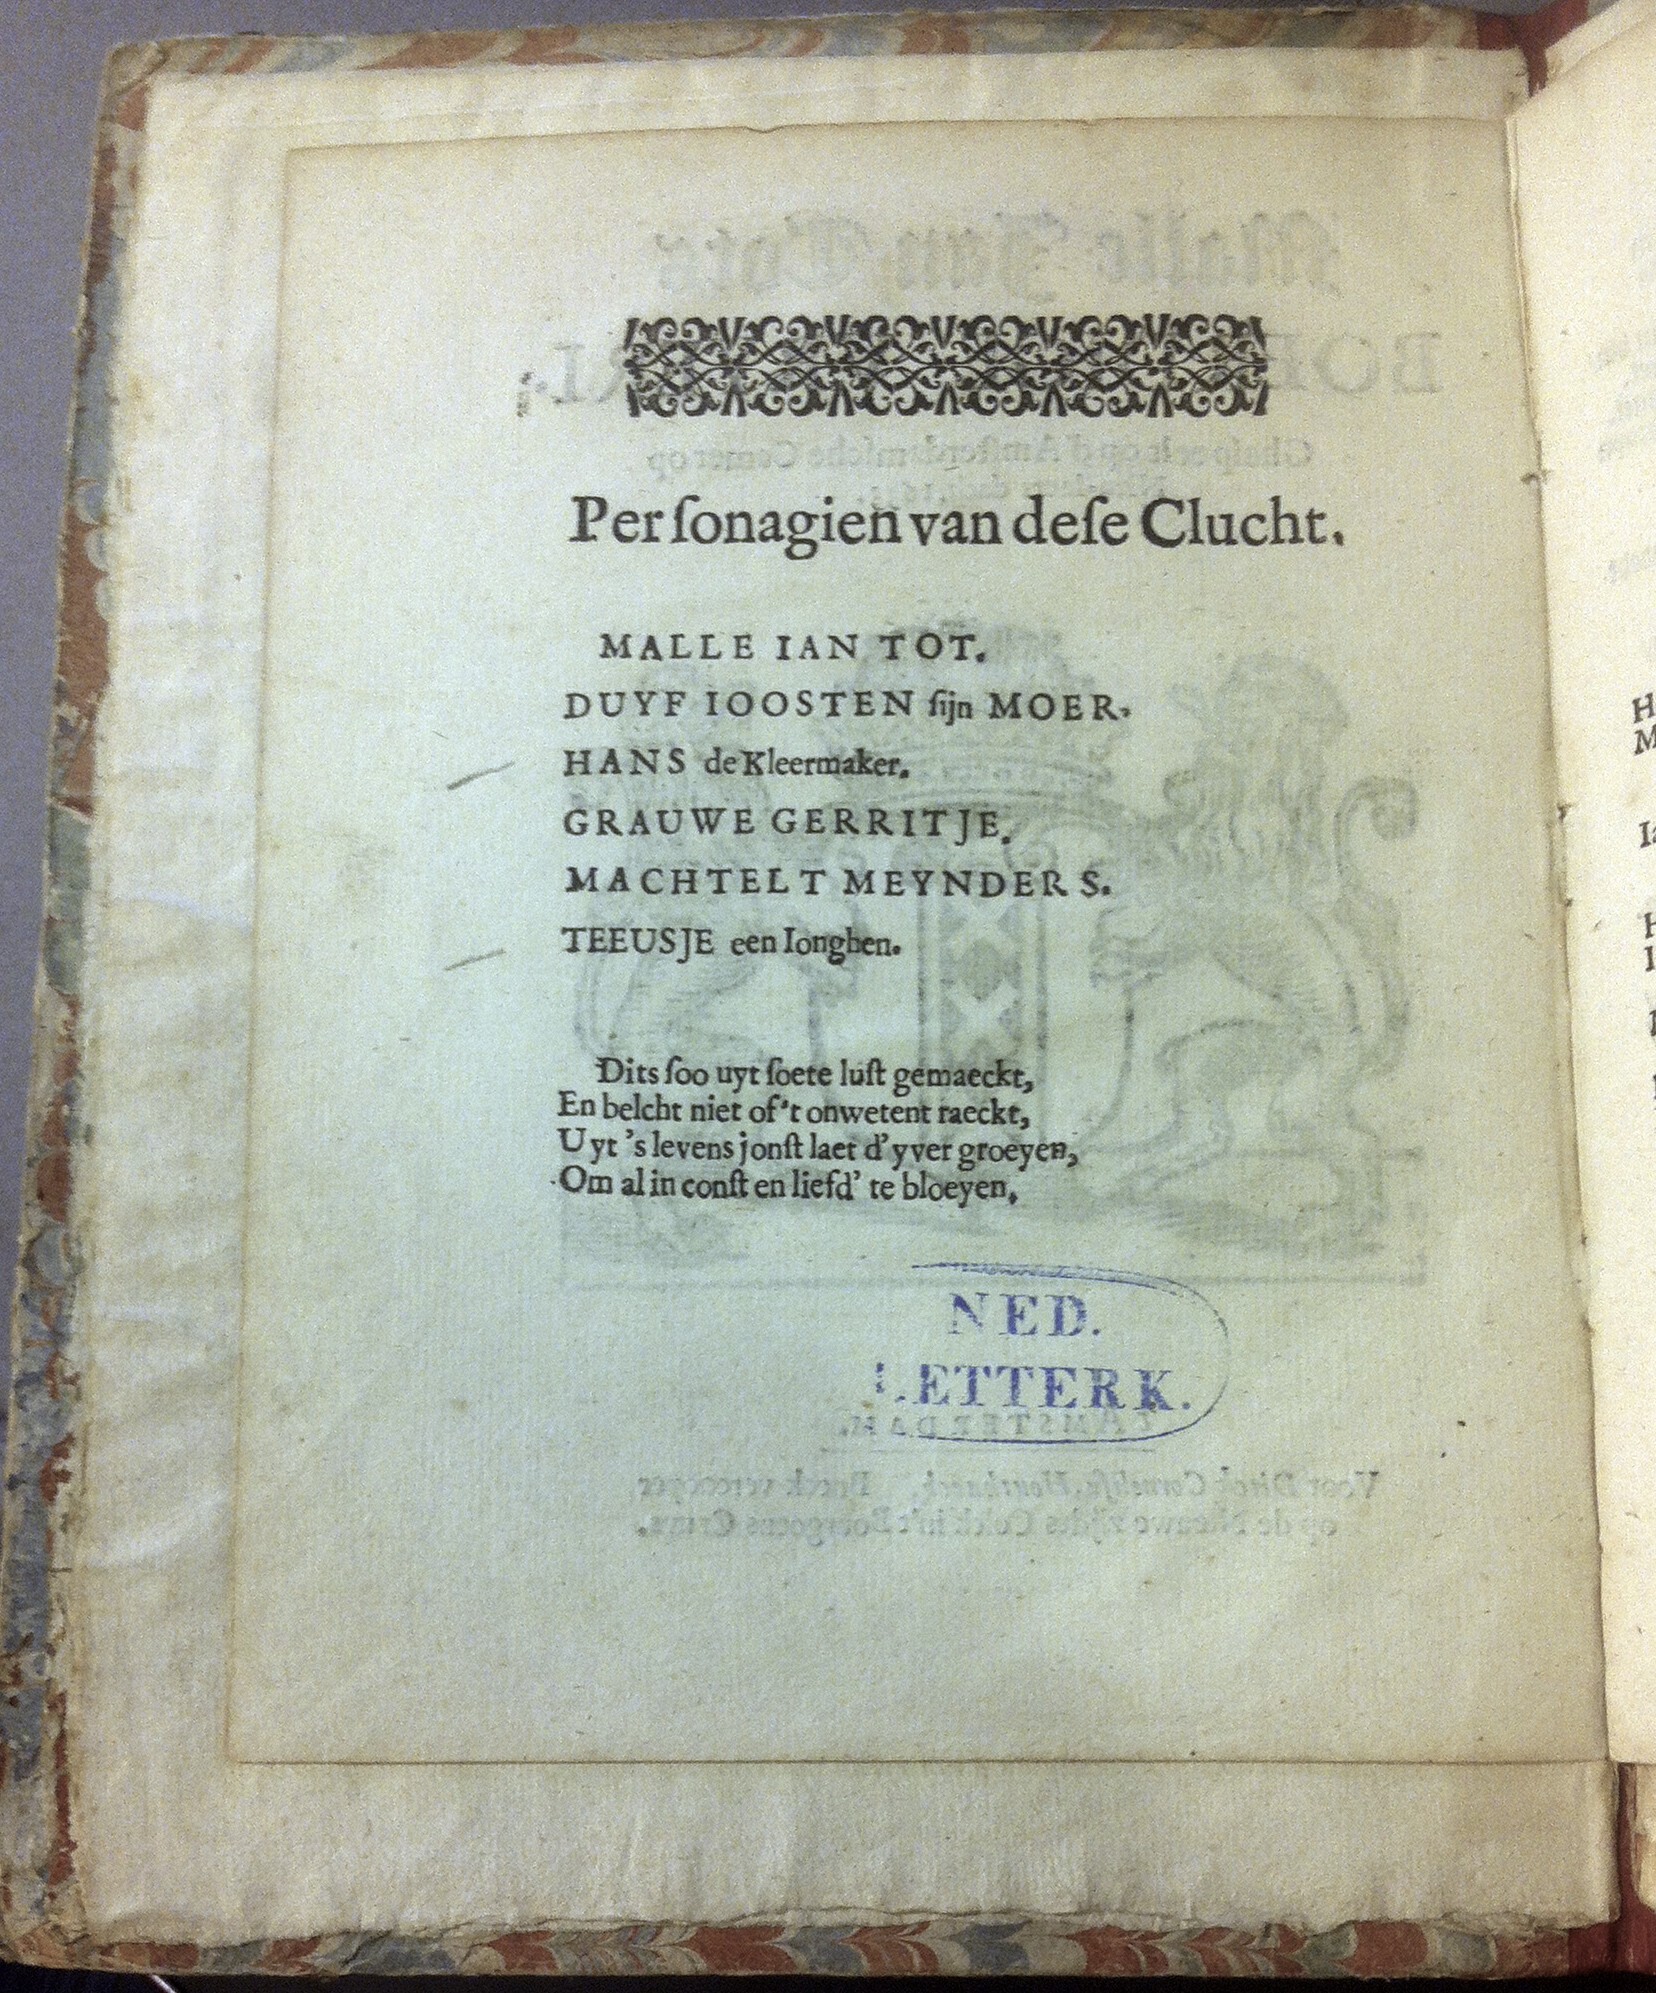 Perſonagien van deſe Clucht.
MALLE IAN TOT.
DUYF IOOSTEN ſijn MOER.
HANS de Kleermaker.
GRAUWE GERRITJE.
MACHTELT MEYNDERS.
TEEUSJE een Ionghen.
Dits ſoo uyt ſoete luſt gemaeckt,
En belcht niet of't onwetent raeckt,
Uyt 's levens jonſt laet d'yver groeyen,
Om al in conſt en liefd' te bloeyen.
NED.
LETTERK.